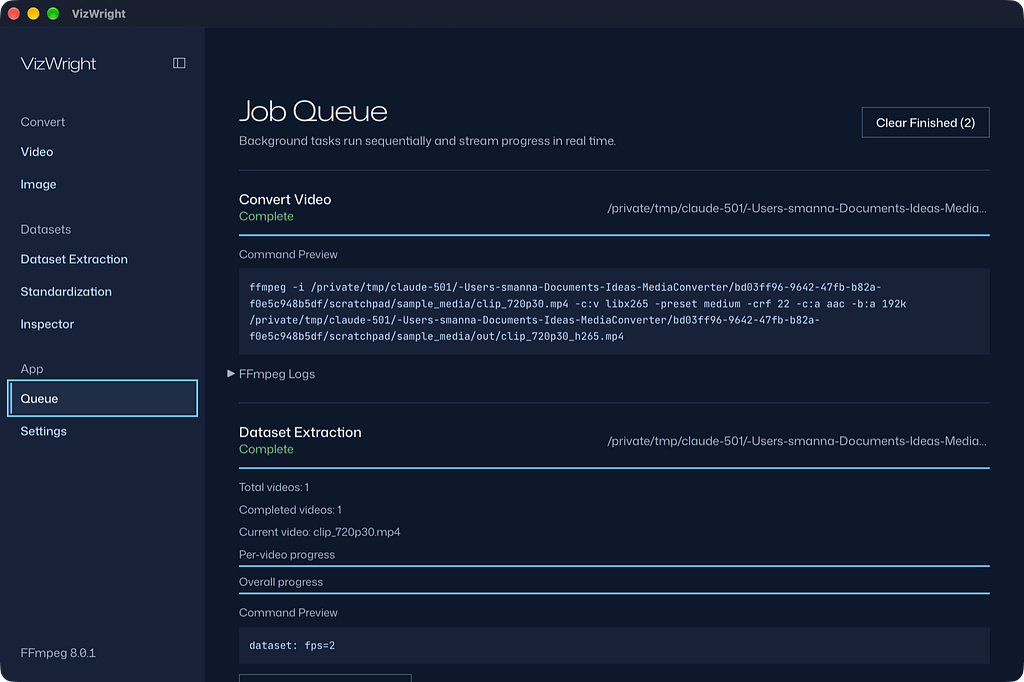 VizWright
VizWright
Convert
Video
Image
Datasets
Dataset Extraction
Standardization
Inspector
App
Queue
Settings
FFmpeg 8.0.1
Job Queue
Background tasks run sequentially and stream progress in real time.
Clear Finished (2)
Convert Video
Complete
/private/tmp/claude-501/-Users-smanna-Documents-Ideas-Media...
Command Preview
ffmpeg -i /private/tmp/claude-501/-Users-smanna-Documents-Ideas-MediaConverter/bd03ff96-9642-47fb-b82a-
f0e5c948b5df/scratchpad/sample_media/clip_720p30.mp4 -c:v libx265 -preset medium -crf 22 -c:a aac -b:a 192k
/private/tmp/claude-501/-Users-smanna-Documents-Ideas-MediaConverter/bd03ff96-9642-47fb-b82a-
f0e5c948b5df/scratchpad/sample_media/out/clip_720p30_h265.mp4
FFmpeg Logs
Dataset Extraction
Complete
/private/tmp/claude-501/-Users-smanna-Documents-Ideas-Media...
Total videos: 1
Completed videos: 1
Current video: clip_720p30.mp4
Per-video progress
Overall progress
Command Preview
dataset: fps=2